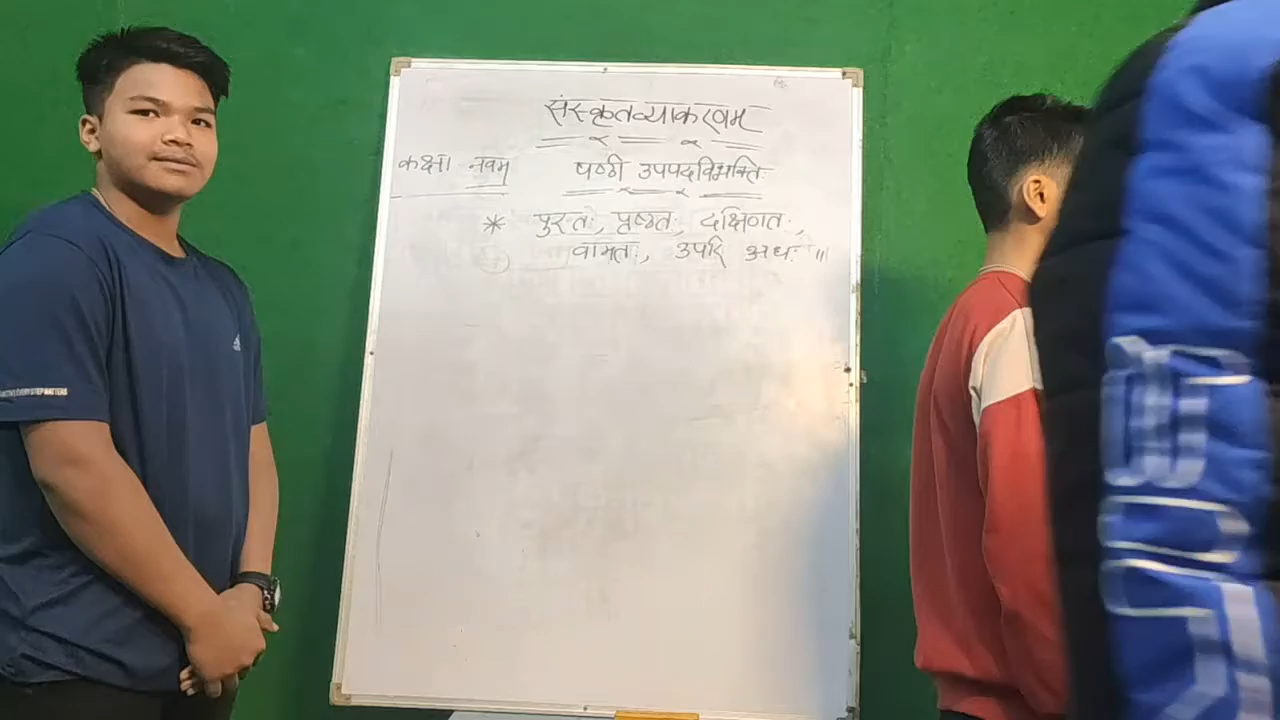 संस्कृतव्याकरणम्
कक्षा नवम्
षष्ठी उपपदविभक्तिः
* पुरतः, पृष्ठतः, दक्षिणतः,
वामतः, उपरि अधः ॥